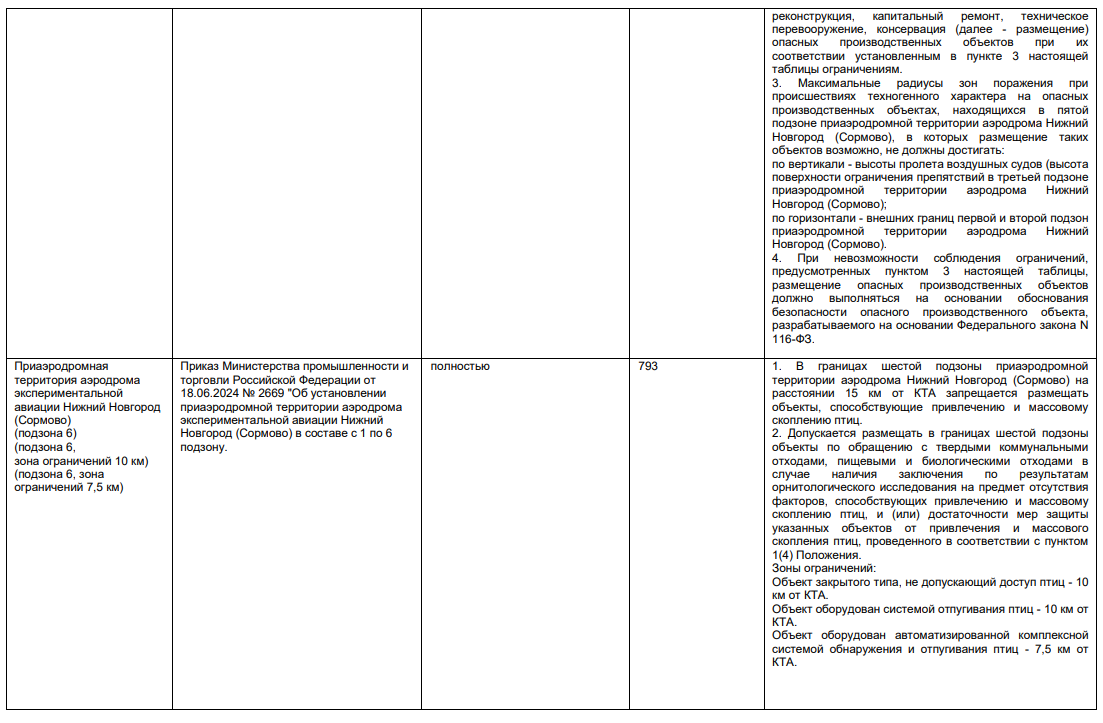 реконструкция, капитальный ремонт, техническое
перевооружение, консервация (далее - размещение)
опасных производственных объектов при их
соответствии установленным в пункте 3 настоящей
таблицы ограничениям.
3. Максимальные радиусы зон поражения при
происшествиях техногенного характера на опасных
производственных объектах, находящихся в пятой
подзоне приаэродромной территории аэродрома Нижний
Новгород (Сормово), в которых размещение таких
объектов возможно, не должны достигать:
по вертикали - высоты пролета воздушных судов (высота
поверхности ограничения препятствий в третьей подзоне
приаэродромной территории аэродрома Нижний
Новгород (Сормово);
по горизонтали - внешних границ первой и второй подзон
приаэродромной территории аэродрома Нижний
Новгород (Сормово).
4. При невозможности соблюдения ограничений,
предусмотренных пунктом 3 настоящей таблицы,
размещение опасных производственных объектов
должно выполняться на основании обоснования
безопасности опасного производственного объекта,
разрабатываемого на основании Федерального закона N
116-ФЗ.
Приаэродромная
территория аэродрома
экспериментальной
авиации Нижний Новгород
(Сормово)
(подзона 6)
(подзона 6,
зона ограничений 10 км)
(подзона 6, зона
ограничений 7,5 км)
Приказ Министерства промышленности и
торговли Российской Федерации от
18.06.2024 № 2669 "Об установлении
приаэродромной территории аэродрома
экспериментальной авиации Нижний
Новгород (Сормово) в составе с 1 по 6
подзону.
полностью
793
1. В границах шестой подзоны приаэродромной
территории аэродрома Нижний Новгород (Сормово) на
расстоянии 15 км от КТА запрещается размещать
объекты, способствующие привлечению и массовому
скоплению птиц.
2. Допускается размещать в границах шестой подзоны
объекты по обращению с твердыми коммунальными
отходами, пищевыми и биологическими отходами в
случае наличия заключения по результатам
орнитологического исследования на предмет отсутствия
факторов, способствующих привлечению и массовому
скоплению птиц, и (или) достаточности мер защиты
указанных объектов от привлечения и массового
скопления птиц, проведенного в соответствии с пунктом
1(4) Положения.
Зоны ограничений:
Объект закрытого типа, не допускающий доступ птиц - 10
км от КТА.
Объект оборудован системой отпугивания птиц - 10 км от
КТА.
Объект оборудован автоматизированной комплексной
системой обнаружения и отпугивания птиц - 7,5 км от
КТА.